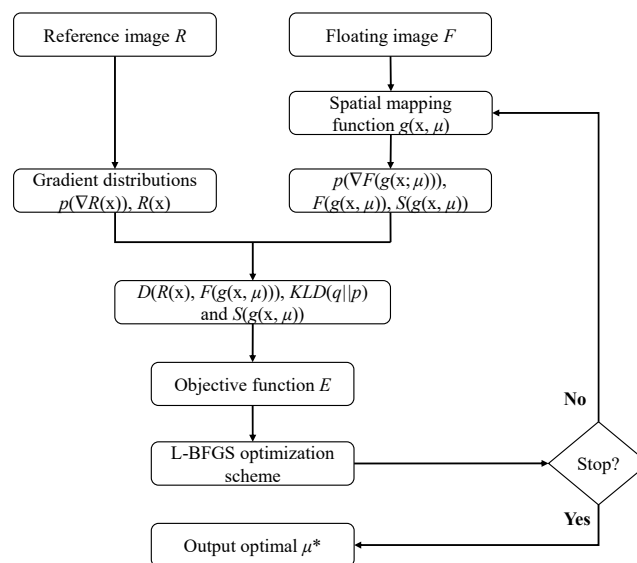 Reference image R
Floating image F
Spatial mapping
function g(x, μ)
Gradient distributions
p(∇R(x)), R(x)
p(∇F(g(x; μ))),
F(g(x, μ)), S(g(x, μ))
D(R(x), F(g(x, μ))), KLD(q||p)
and S(g(x, μ))
Objective function E
No
L-BFGS optimization
scheme
Stop?
Yes
Output optimal μ*